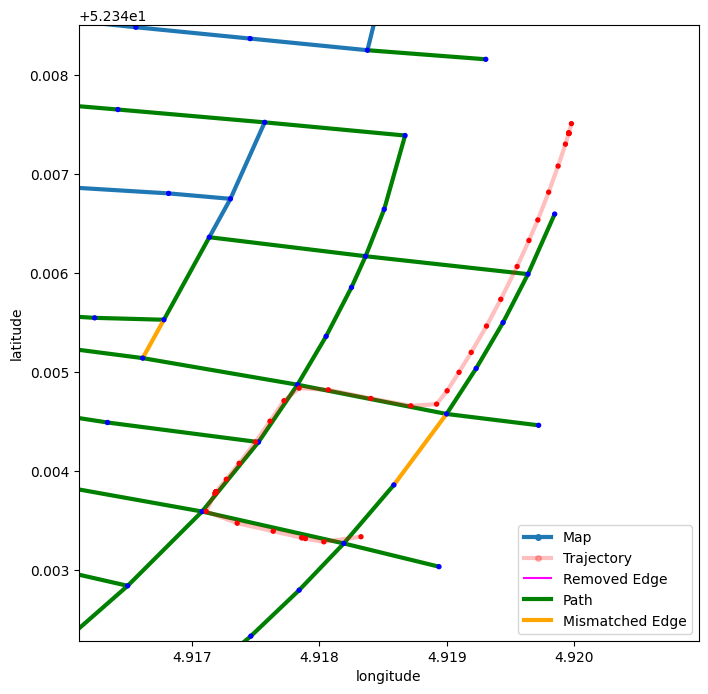 +5.234e1
0.008
0.007
0.006
0.005
0.004
0.003
latitude
Map
Trajectory
Removed Edge
Path
Mismatched Edge
4.917 4.918 4.919 4.920
longitude